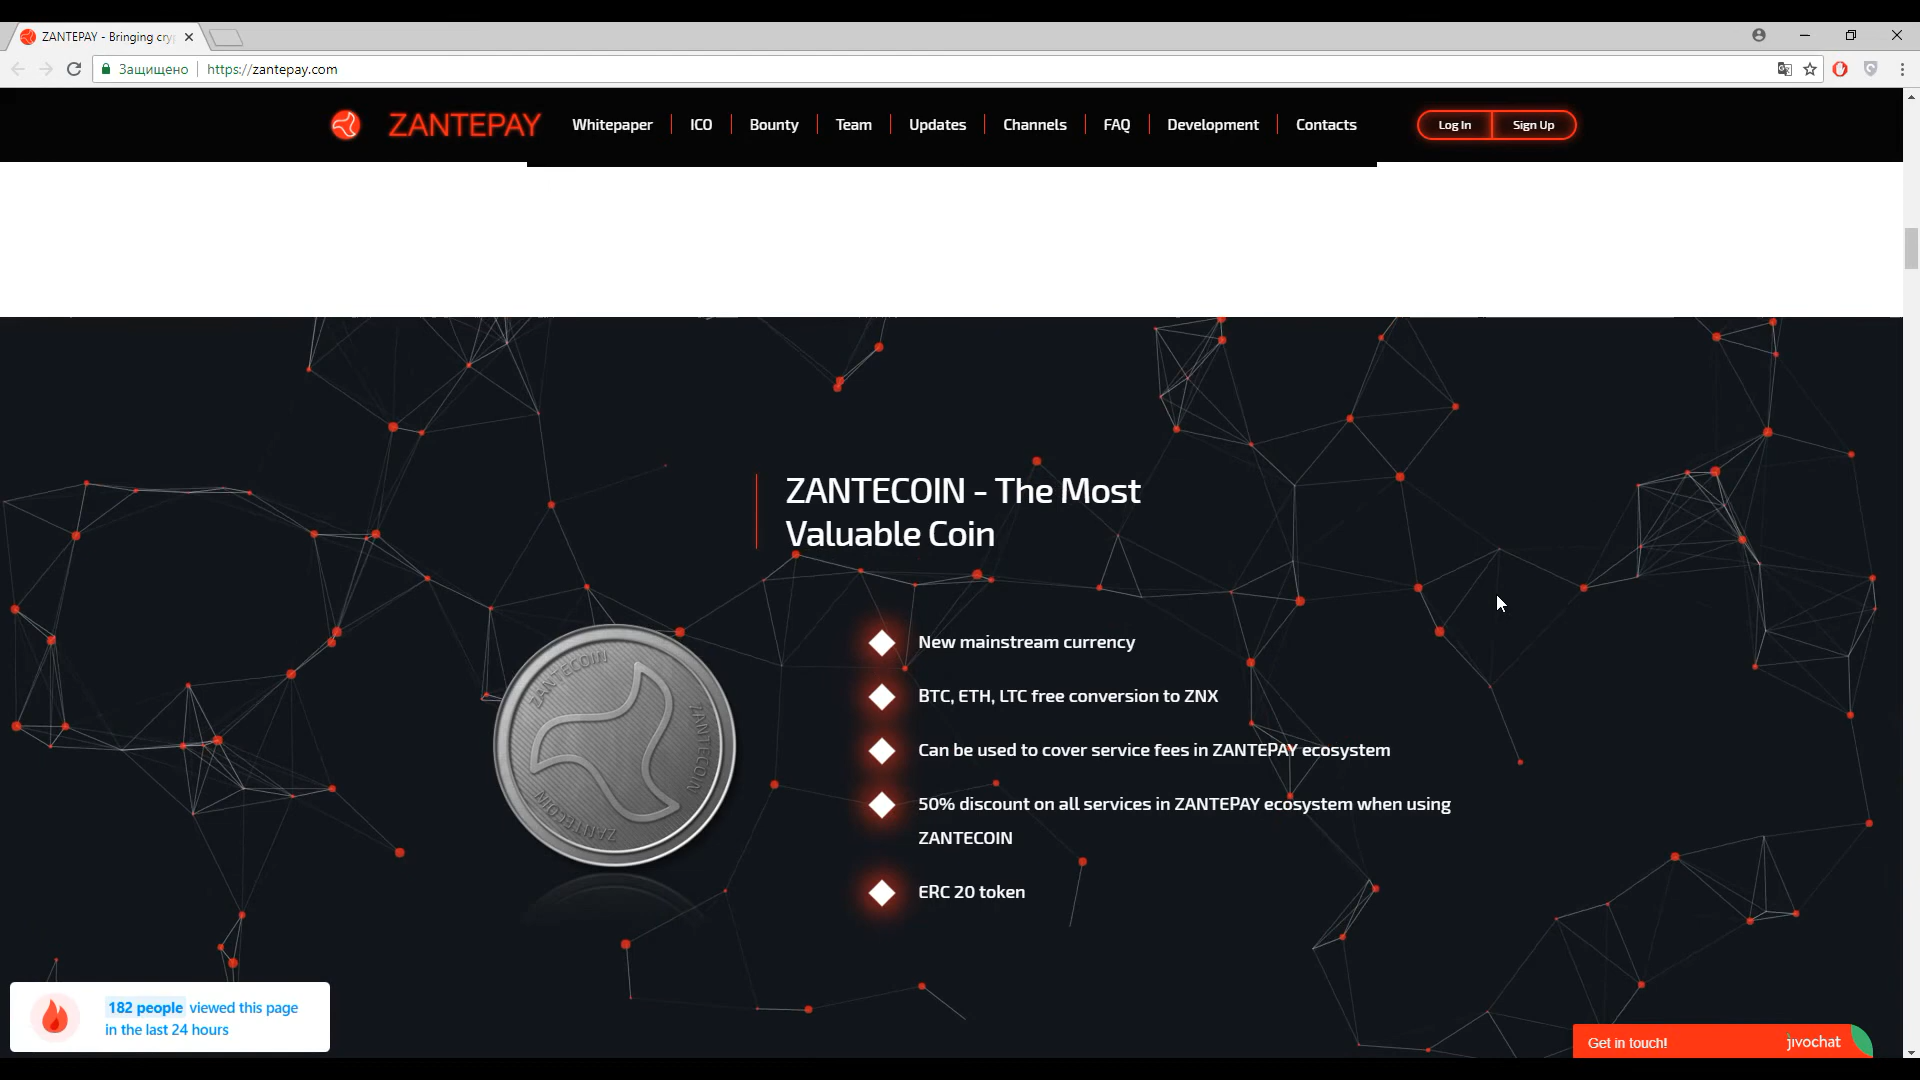 ZANTEPAY - Bringing cry
Защищено
https://zantepay.com
ZANTEPAY
Whitepaper
ICO
Bounty
Team
Updates
Channels
FAQ
Development
Contacts
Log In
Sign Up
ZANTECOIN - The Most
Valuable Coin
New mainstream currency
BTC, ETH, LTC free conversion to ZNX
Can be used to cover service fees in ZANTEPAY ecosystem
50% discount on all services in ZANTEPAY ecosystem when using
ZANTECOIN
ERC 20 token
ZANTECOIN
ZANTECOIN
ZANTECOIN
182 people viewed this page
in the last 24 hours
Get in touch!
jivochat